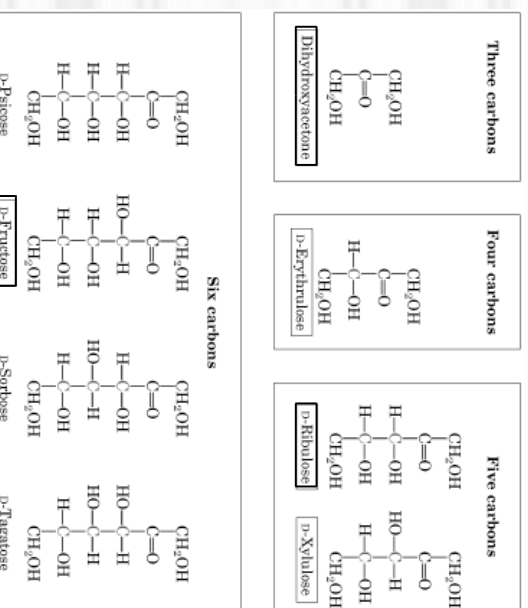 Three carbons
CH₂OH
C=O
CH₂OH
Dihydroxyacetone
Four carbons
CH₂OH
C=O
H—C—OH
CH₂OH
D-Erythrulose
Five carbons
CH₂OH
C=O
H—C—OH
H—C—OH
CH₂OH
D-Ribulose
CH₂OH
C=O
HO—C—H
H—C—OH
CH₂OH
D-Xylulose
Six carbons
CH₂OH
C=O
H—C—OH
H—C—OH
H—C—OH
CH₂OH
D-Psicose
CH₂OH
C=O
HO—C—H
H—C—OH
H—C—OH
CH₂OH
D-Fructose
CH₂OH
C=O
H—C—OH
HO—C—H
H—C—OH
CH₂OH
D-Sorbose
CH₂OH
C=O
HO—C—H
HO—C—H
H—C—OH
CH₂OH
D-Tagatose